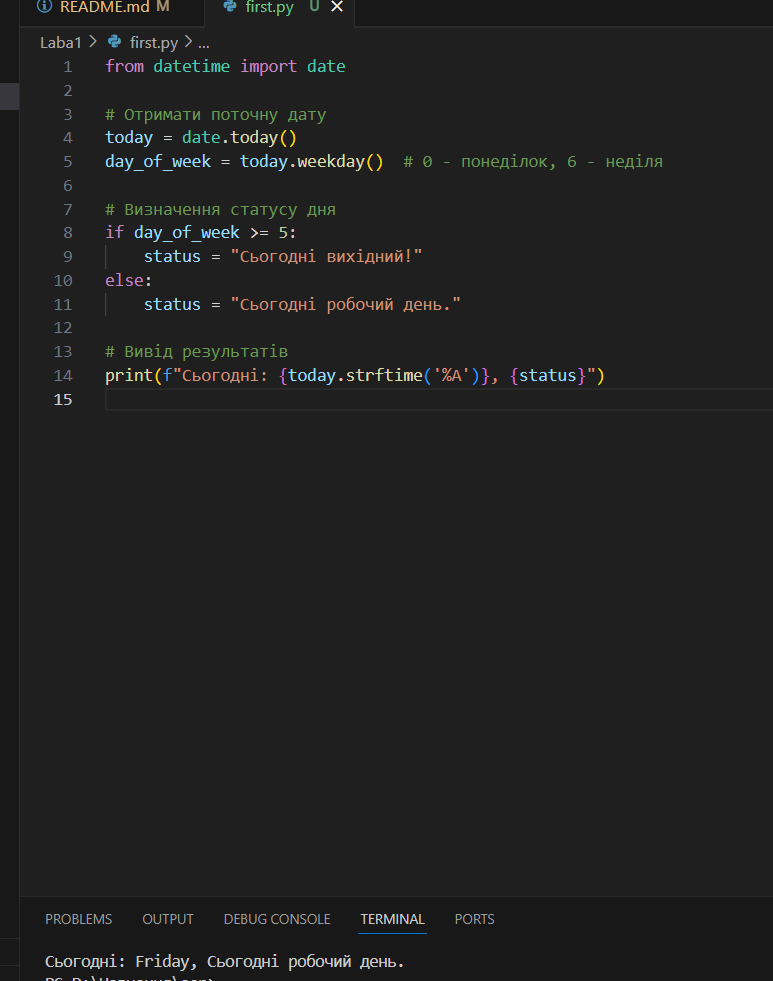 README.md M
first.py U
Laba1 > first.py > ...
1 from datetime import date
2
3 # Отримати поточну дату
4 today = date.today()
5 day_of_week = today.weekday()  # 0 - понеділок, 6 - неділя
6
7 # Визначення статусу дня
8 if day_of_week >= 5:
9     status = "Сьогодні вихідний!"
10 else:
11     status = "Сьогодні робочий день."
12
13 # Вивід результатів
14 print(f"Сьогодні: {today.strftime('%A')}, {status}")
15
PROBLEMS OUTPUT DEBUG CONSOLE TERMINAL PORTS
Сьогодні: Friday, Сьогодні робочий день.